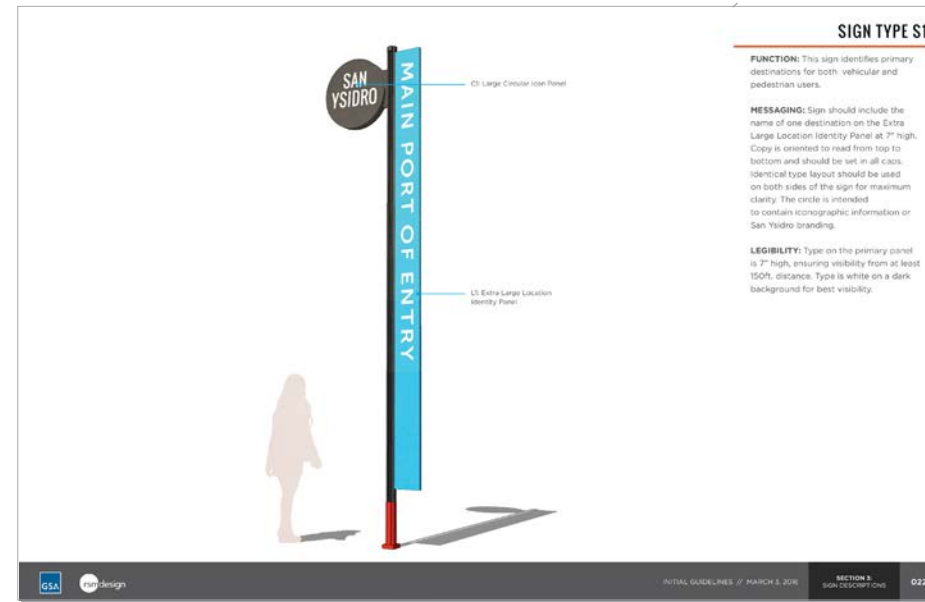 SIGN TYPE S1
SAN
YSIDRO
MAIN PORT OF ENTRY
C1: Large Circular Icon Panel
L1: Extra Large Location
Identity Panel
FUNCTION: This sign identifies primary
destinations for both vehicular and
pedestrian users.
MESSAGING: Sign should include the
name of one destination on the Extra
Large Location Identity Panel at 7" high.
Copy is oriented to read from top to
bottom and should be set in all caps.
Identical type layout should be used
on both sides of the sign for maximum
clarity. The circle is intended
to contain iconographic information or
San Ysidro branding.
LEGIBILITY: Type on the primary panel
is 7" high, ensuring visibility from at least
150ft. distance. Type is white on a dark
background for best visibility.
GSA
rsmdesign
INITIAL GUIDELINES // MARCH 3, 2016
SECTION 3:
SIGN DESCRIPTIONS
022